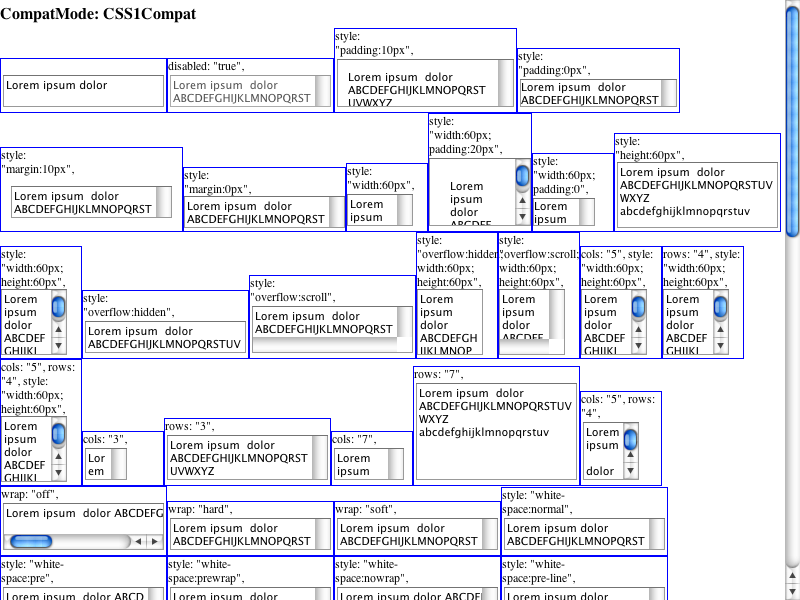 CompatMode: CSS1Compat
Lorem ipsum dolor
disabled: "true",
Lorem ipsum  dolor
ABCDEFGHIJKLMNOPQRST
style:
"padding:10px",
Lorem ipsum  dolor
ABCDEFGHIJKLMNOPQRST
UVWXYZ
style:
"padding:0px",
Lorem ipsum  dolor
ABCDEFGHIJKLMNOPQRST
style:
"margin:10px",
Lorem ipsum  dolor
ABCDEFGHIJKLMNOPQRST
style:
"margin:0px",
Lorem ipsum  dolor
ABCDEFGHIJKLMNOPQRST
style:
"width:60px",
Lorem
ipsum
style:
"width:60px;
padding:20px",
Lorem
ipsum
dolor
ABCDEF
style:
"width:60px;
padding:0",
Lorem
ipsum
style:
"height:60px",
Lorem ipsum  dolor
ABCDEFGHIJKLMNOPQRSTUV
WXYZ
abcdefghijklmnopqrstuv
style:
"width:60px;
height:60px",
Lorem
ipsum
dolor
ABCDEF
GHIJKL
style:
"overflow:hidden",
Lorem ipsum  dolor
ABCDEFGHIJKLMNOPQRSTUV
style:
"overflow:scroll",
Lorem ipsum  dolor
ABCDEFGHIJKLMNOPQRST
style:
"overflow:hidden;
width:60px;
height:60px",
Lorem
ipsum
dolor
ABCDEFGH
IJKLMNOP
style:
"overflow:scroll;
width:60px;
height:60px",
Lorem
ipsum
dolor
ABCDEF
cols: "5", style:
"width:60px;
height:60px",
Lorem
ipsum
dolor
ABCDEF
GHIJKL
rows: "4", style:
"width:60px;
height:60px",
Lorem
ipsum
dolor
ABCDEF
GHIJKL
cols: "5", rows:
"4", style:
"width:60px;
height:60px",
Lorem
ipsum
dolor
ABCDEF
GHIJKL
cols: "3",
Lor
em
rows: "3",
Lorem ipsum  dolor
ABCDEFGHIJKLMNOPQRST
UVWXYZ
cols: "7",
Lorem
ipsum
rows: "7",
Lorem ipsum  dolor
ABCDEFGHIJKLMNOPQRSTUV
WXYZ
abcdefghijklmnopqrstuv
cols: "5", rows:
"4",
Lorem
ipsum
dolor
wrap: "off",
Lorem ipsum  dolor ABCDEFG
wrap: "hard",
Lorem ipsum  dolor
ABCDEFGHIJKLMNOPQRST
wrap: "soft",
Lorem ipsum  dolor
ABCDEFGHIJKLMNOPQRST
style: "white-
space:normal",
Lorem ipsum  dolor
ABCDEFGHIJKLMNOPQRST
style: "white-
space:pre",
Lorem ipsum  dolor ABCD
style: "white-
space:prewrap",
Lorem ipsum  dolor
style: "white-
space:nowrap",
Lorem ipsum  dolor ABCDEF
style: "white-
space:pre-line",
Lorem ipsum  dolor